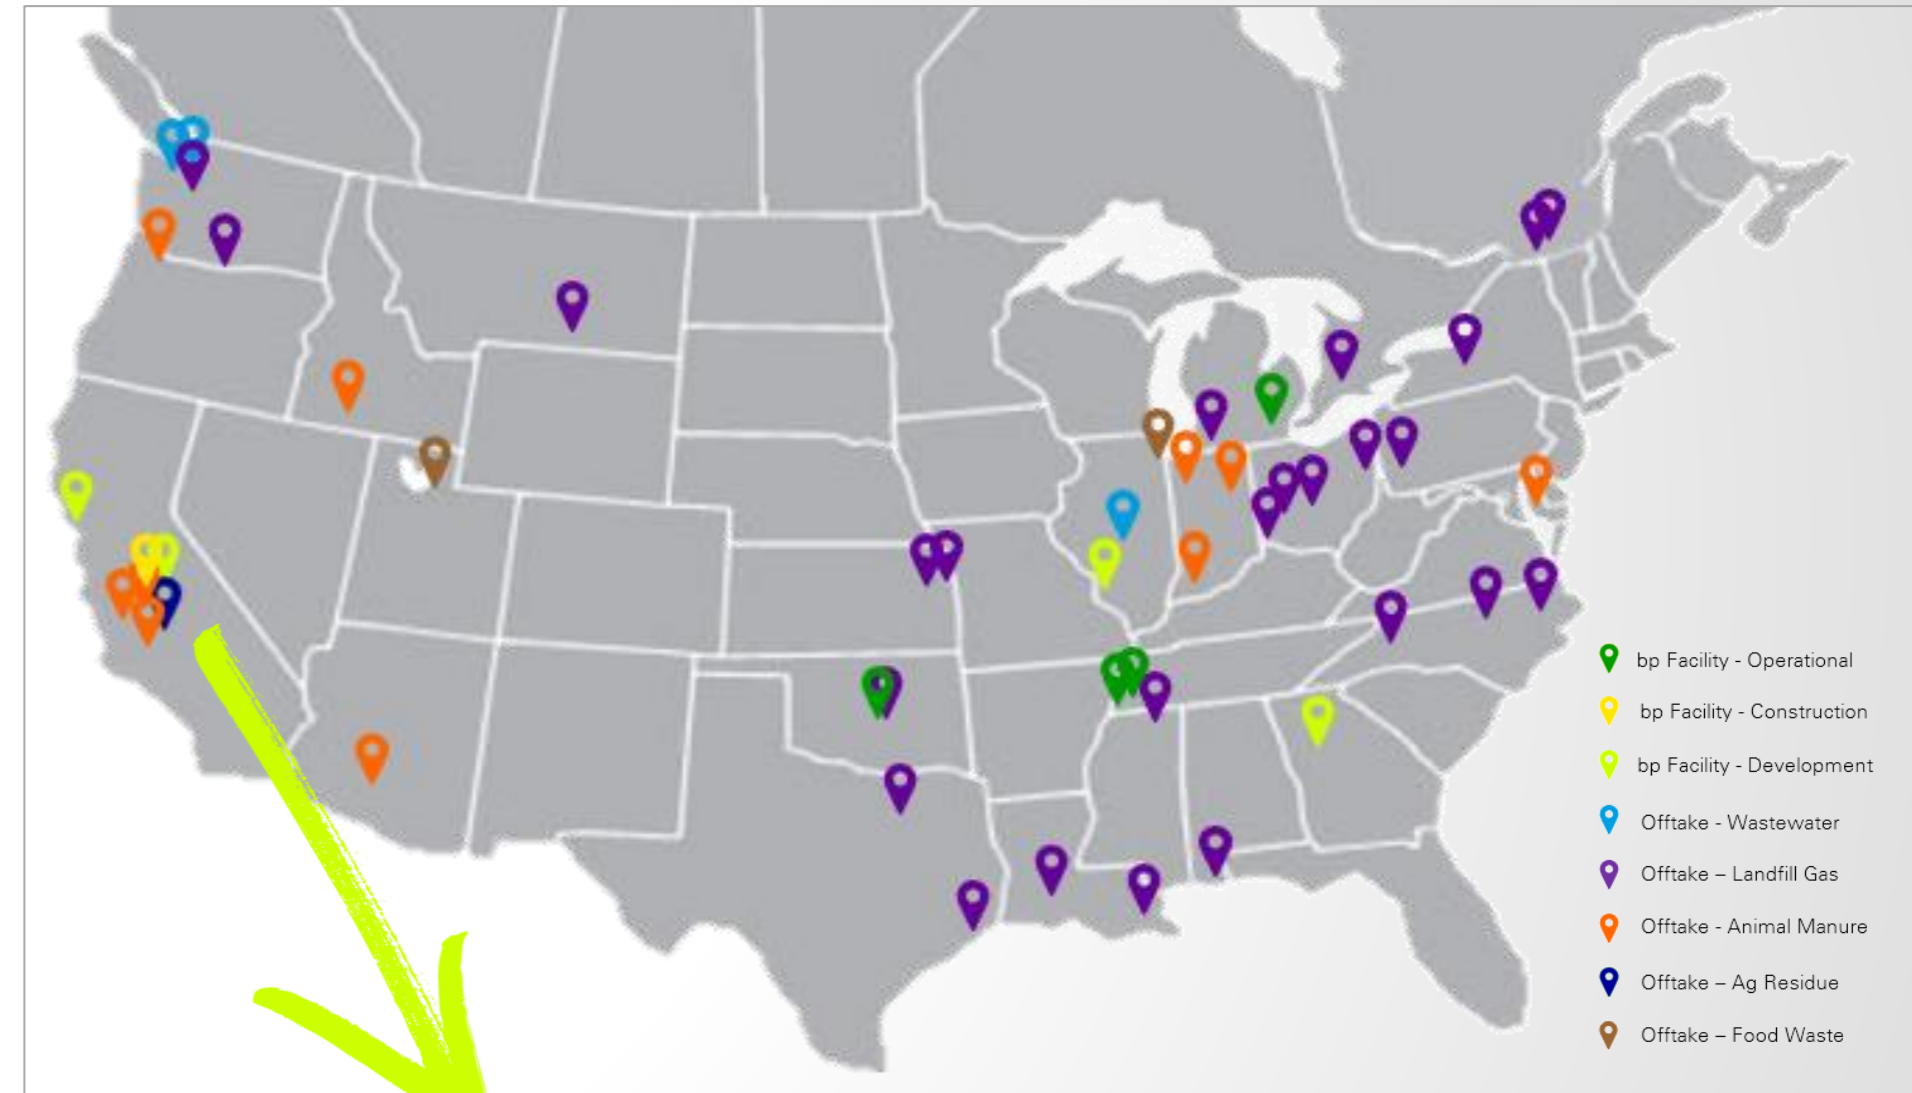 bp Facility - Operational
bp Facility - Construction
bp Facility - Development
Offtake - Wastewater
Offtake – Landfill Gas
Offtake - Animal Manure
Offtake – Ag Residue
Offtake – Food Waste